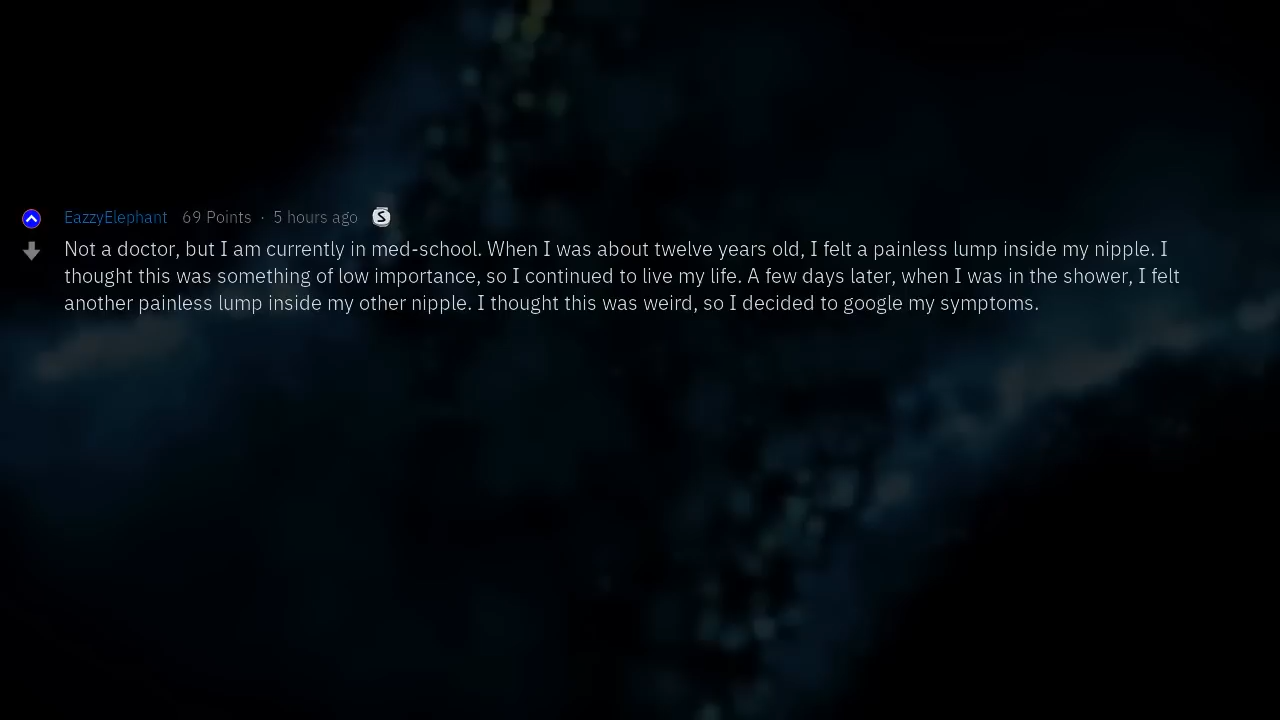 EazzyElephant 69 Points · 5 hours ago S
Not a doctor, but I am currently in med-school. When I was about twelve years old, I felt a painless lump inside my nipple. I
thought this was something of low importance, so I continued to live my life. A few days later, when I was in the shower, I felt
another painless lump inside my other nipple. I thought this was weird, so I decided to google my symptoms.